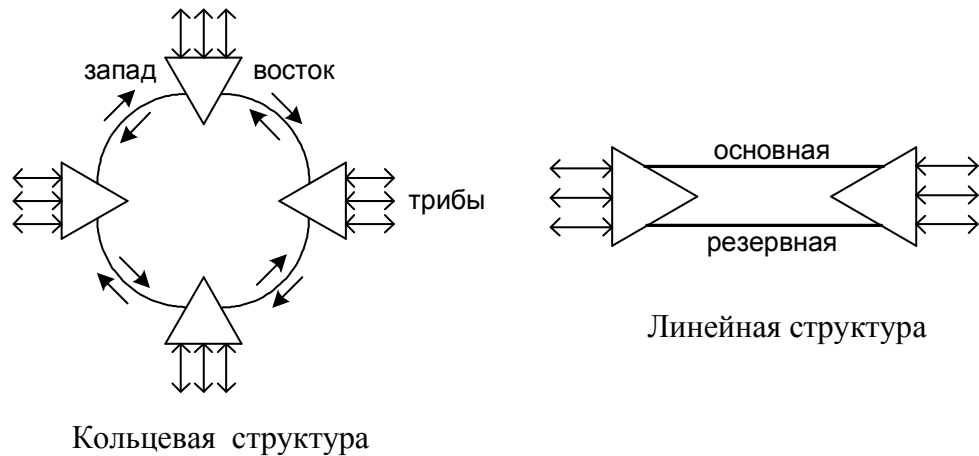 запад
восток
трибы
основная
резервная
Линейная структура
Кольцевая структура